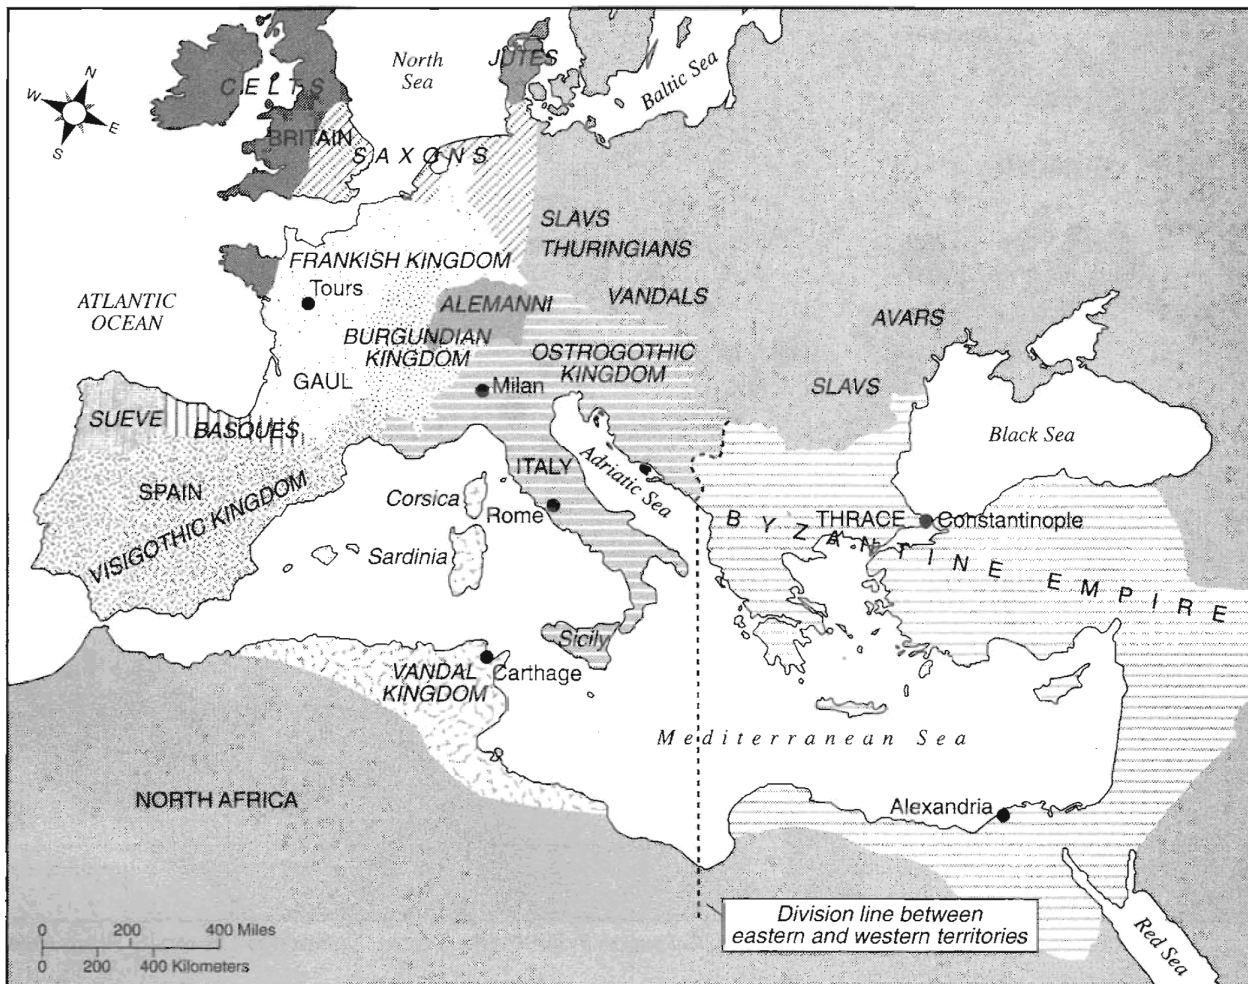 JUTES
North
Sea
Baltic Sea
N
W
E
S
CELTS
BRITAIN
SAXONS
SLAVS
THURINGIANS
FRANKISH KINGDOM
Tours
ATLANTIC
OCEAN
ALEMANNI
VANDALS
AVARS
BURGUNDIAN
KINGDOM
OSTROGOTHIC
KINGDOM
GAUL
Milan
SLAVS
SUEVE
BASQUES
Black Sea
ITALY
Adriatic Sea
SPAIN
VISIGOTHIC KINGDOM
Corsica
Rome
THRACE
Constantinople
BYZANTINE EMPIRE
Sardinia
Sicily
VANDAL
KINGDOM
Carthage
Mediterranean Sea
NORTH AFRICA
Alexandria
Red Sea
Division line between
eastern and western territories
0 200 400 Miles
0 200 400 Kilometers